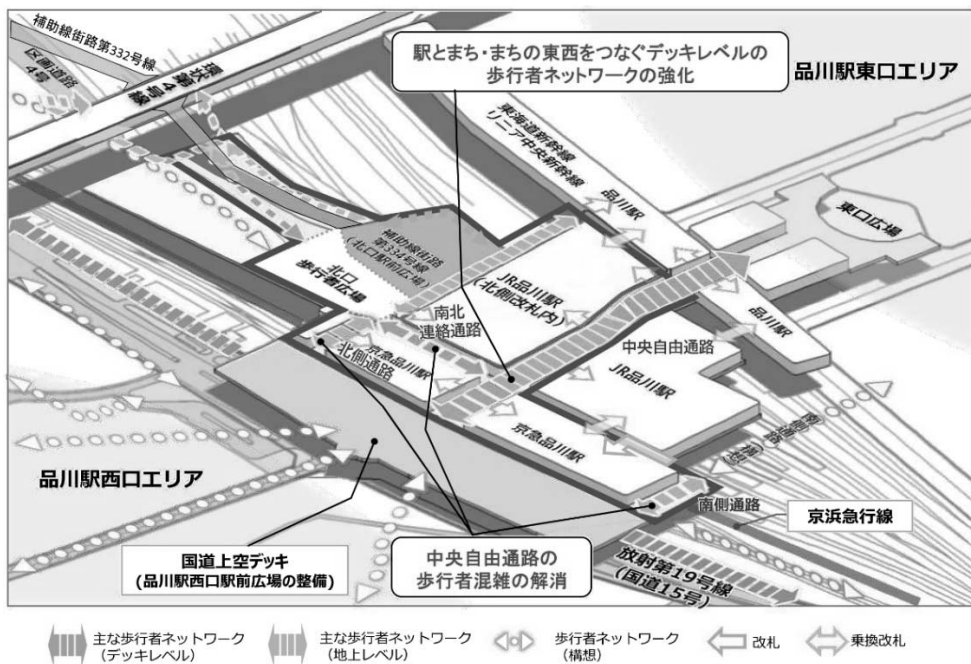 補助線街路第332号線
区画道路
4号
環状第4号線
駅とまち・まちの東西をつなぐデッキレベルの
歩行者ネットワークの強化
品川駅東口エリア
東海道新幹線
リニア中央新幹線
品川駅
東口広場
補助線街路
第334号線
(北口駅前広場)
北口
歩行者広場
JR品川駅
(北側改札内)
南北
連絡通路
北側通路
京急品川駅
中央自由通路
品川駅
JR品川駅
京急品川駅
南側通路
(構想)
品川駅西口エリア
南側通路
京浜急行線
国道上空デッキ
(品川駅西口駅前広場の整備)
中央自由通路の
歩行者混雑の解消
放射第19号線
(国道15号)
主な歩行者ネットワーク
(デッキレベル)
主な歩行者ネットワーク
(地上レベル)
歩行者ネットワーク
(構想)
改札
乗換改札